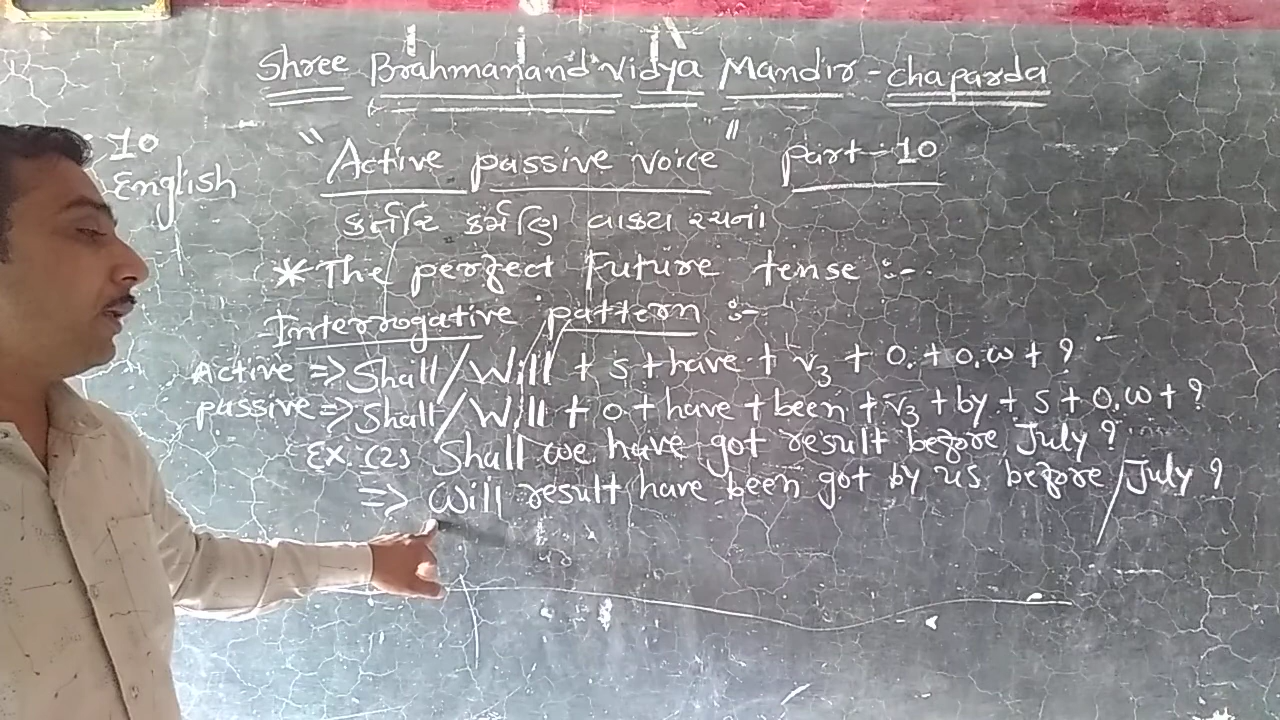 Shree Brahmanand Vidya Mandir - chaparda
: 10
English
"Active passive voice" part - 10
કર્તરિ કર્મણિ વાક્ય રચના
* The perfect Future tense :-
Interrogative pattern :-
Active => Shall/Will + S + have + V3 + O. + O.W + ?
passive => Shall/Will + O + have + been + V3 + by + S + O.W + ?
Ex. (2) Shall we have got result before July ?
=> Will result have been got by us before July ?